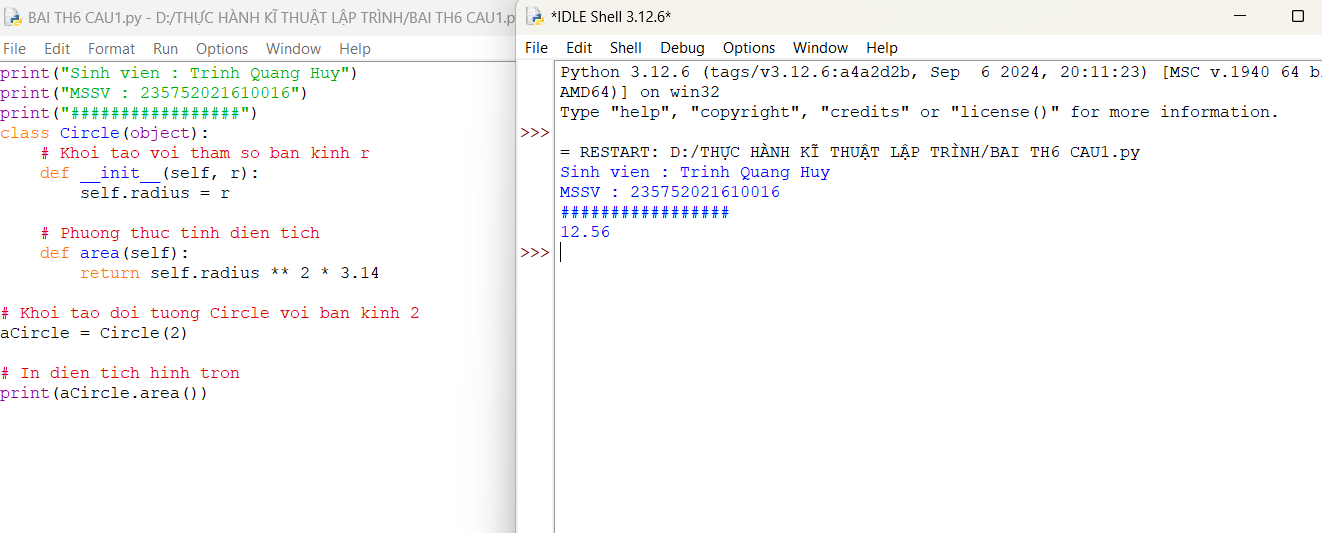 BAI TH6 CAU1.py - D:/THỰC HÀNH KĨ THUẬT LẬP TRÌNH/BAI TH6 CAU1.p
File Edit Format Run Options Window Help
print("Sinh vien : Trinh Quang Huy")
print("MSSV : 235752021610016")
print("#################")
class Circle(object):
    # Khoi tao voi tham so ban kinh r
    def __init__(self, r):
        self.radius = r
    # Phuong thuc tinh dien tich
    def area(self):
        return self.radius ** 2 * 3.14
# Khoi tao doi tuong Circle voi ban kinh 2
aCircle = Circle(2)
# In dien tich hinh tron
print(aCircle.area())
*IDLE Shell 3.12.6*
File Edit Shell Debug Options Window Help
Python 3.12.6 (tags/v3.12.6:a4a2d2b, Sep  6 2024, 20:11:23) [MSC v.1940 64 b
AMD64)] on win32
Type "help", "copyright", "credits" or "license()" for more information.
>>>
= RESTART: D:/THỰC HÀNH KĨ THUẬT LẬP TRÌNH/BAI TH6 CAU1.py
Sinh vien : Trinh Quang Huy
MSSV : 235752021610016
#################
12.56
>>>